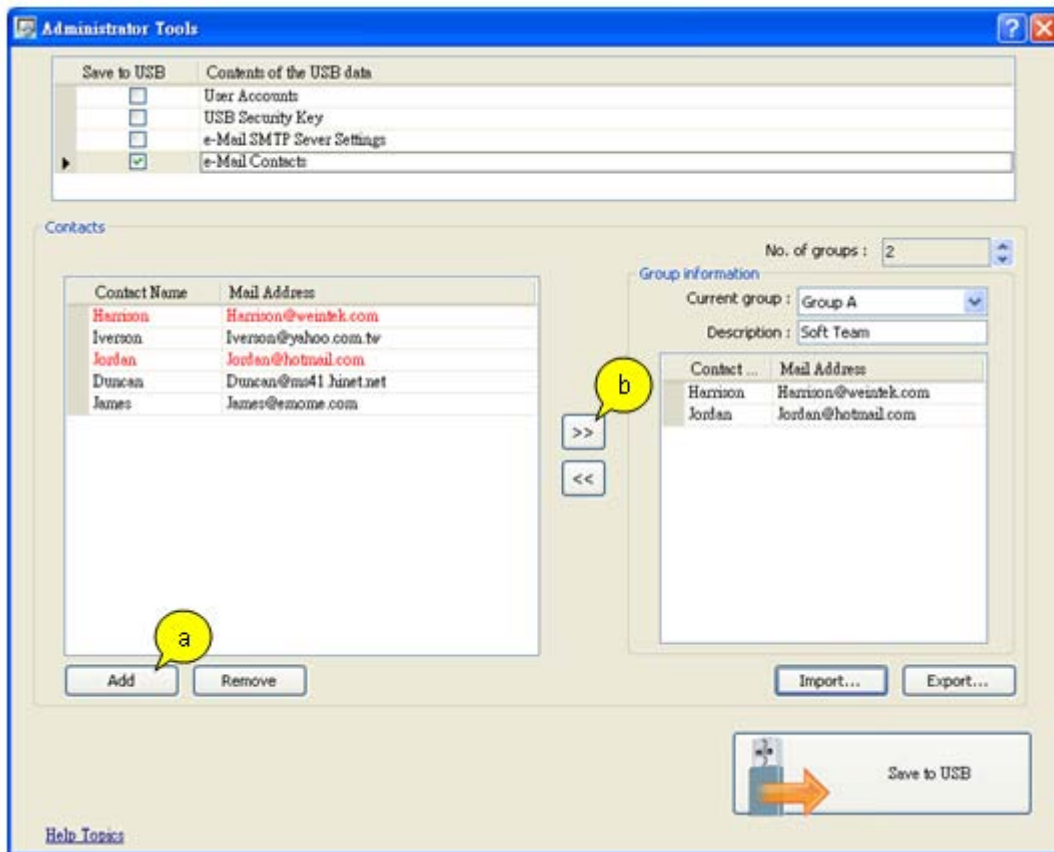 Administrator Tools
Save to USB Contents of the USB data
User Accounts
USB Security Key
e-Mail SMTP Sever Settings
e-Mail Contacts
Contacts
No. of groups : 2
Group information
Current group : Group A
Description : Soft Team
Contact Name Mail Address
Harrison Harrison@weintek.com
Iverson Iverson@yahoo.com.tw
Jordan Jordan@hotmail.com
Duncan Duncan@ms41.hinet.net
James James@emome.com
b
>>
<<
Contact ... Mail Address
Harrison Harrison@weintek.com
Jordan Jordan@hotmail.com
a
Add Remove
Import... Export...
Save to USB
Help Topics